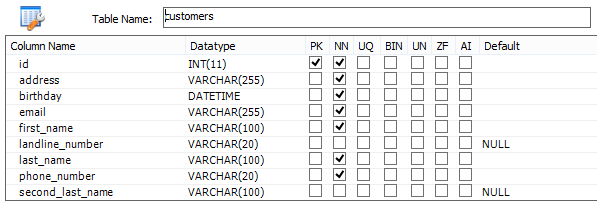 Table Name: customers
Column Name Datatype PK NN UQ BIN UN ZF AI Default
id INT(11)
address VARCHAR(255)
birthday DATETIME
email VARCHAR(255)
first_name VARCHAR(100)
landline_number VARCHAR(20) NULL
last_name VARCHAR(100)
phone_number VARCHAR(20)
second_last_name VARCHAR(100) NULL